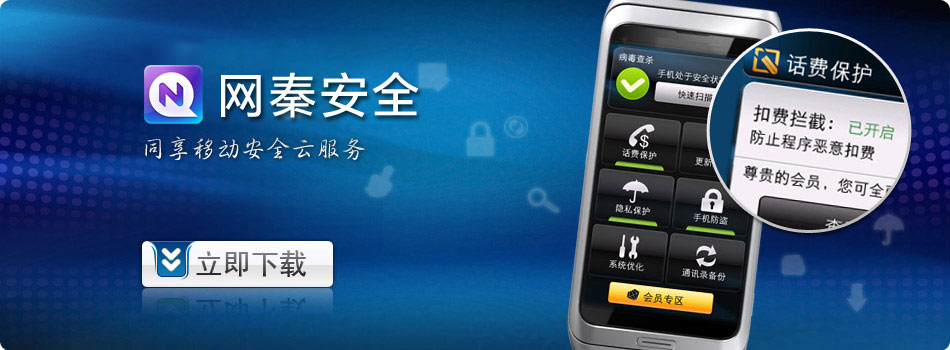 N
网秦安全
同享移动安全云服务
立即下载
病毒查杀
手机处于安全状
快速扫描
话费保护
更新
隐私保护
手机防盗
系统优化
通讯录备份
会员专区
话费保护
扣费拦截：已开启
防止程序恶意扣费
尊贵的会员，您可全
查